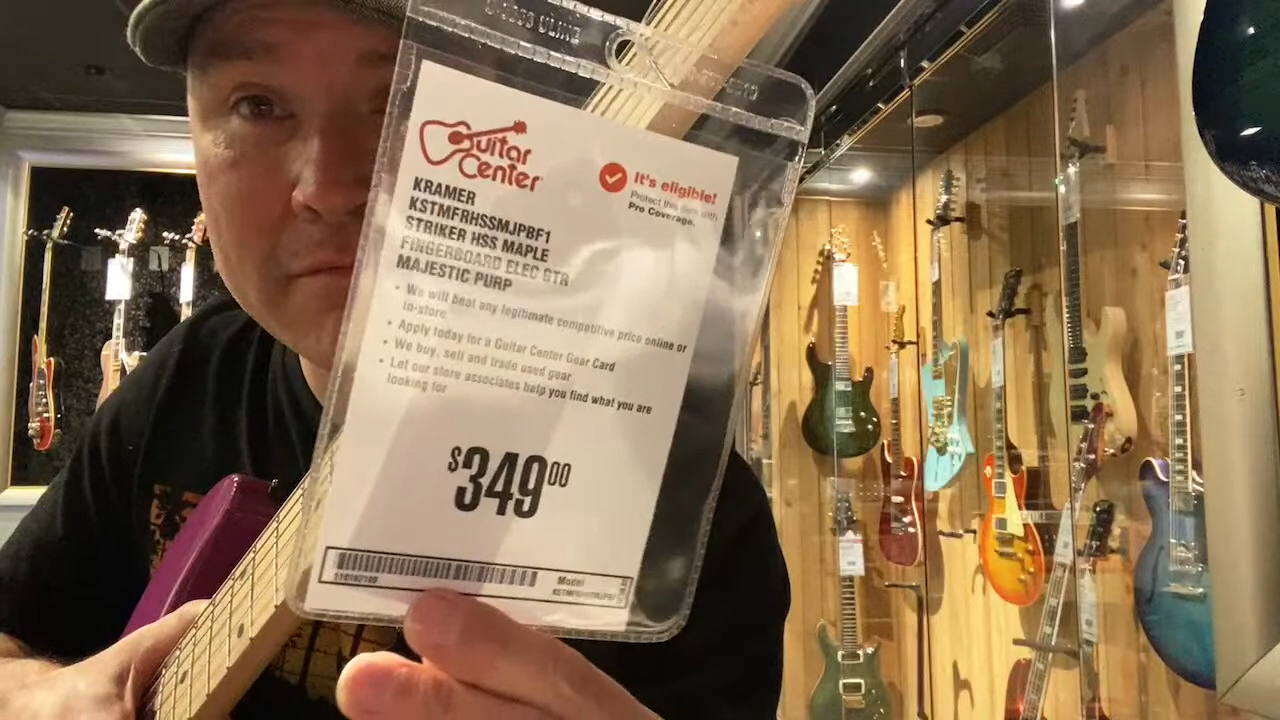 Guitar
Center
It's eligible!
Protect this item with
Pro Coverage.
KRAMER
KSTMFRHSSMJPBF1
STRIKER HSS MAPLE
FINGERBOARD ELEC GTR
MAJESTIC PURP
• We will beat any legitimate competitive price online or
in-store
• Apply today for a Guitar Center Gear Card
• We buy, sell and trade used gear
• Let our store associates help you find what you are
looking for
$34900
Model